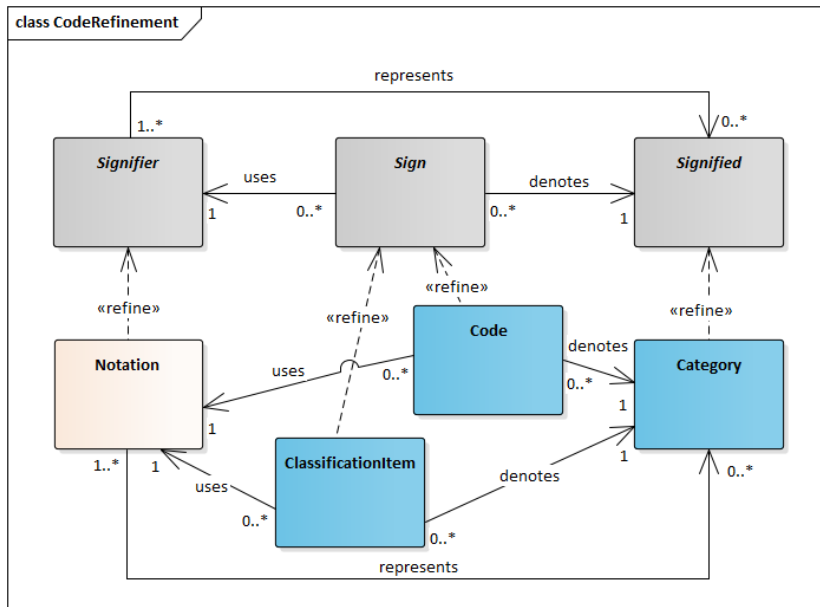 class CodeRefinement
represents
1..*
0..*
Signifier
Sign
Signified
uses
denotes
1
0..*
0..*
1
«refine»
«refine»
«refine»
«refine»
Code
Notation
denotes
Category
uses
0..*
0..*
1
1
ClassificationItem
1..*
1
denotes
1
0..*
uses
0..*
0..*
represents